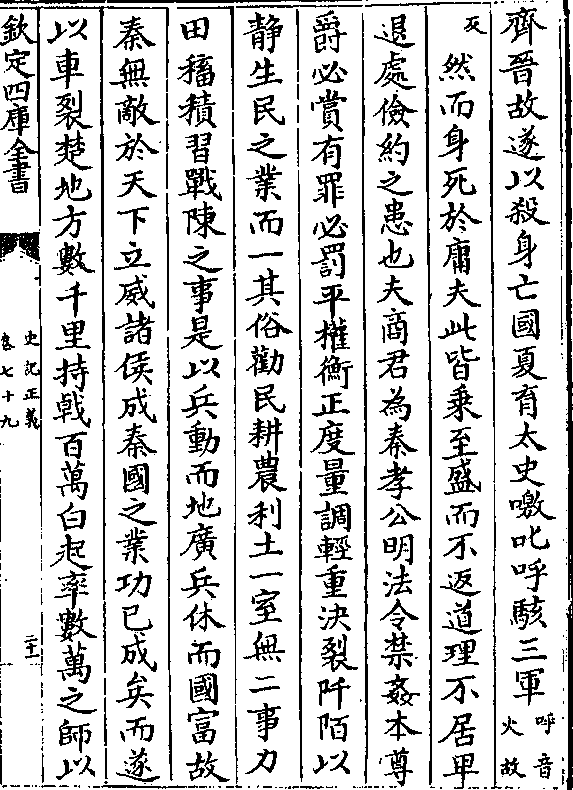 齊晉故遂以殺身亡國夏育太史噭叱呼駭三軍呼音火故
反然而身死於庸夫此皆乗至盛而不返道理不居卑
退處儉約之患也夫商君為秦孝公明法令禁姦本尊
爵必賞有罪必罰平權衡正度量調輕重決裂阡陌以
静生民之業而一其俗勸民耕農利土一室無二事力
田稸積習戰陳之事是以兵動而地廣兵休而國富故
秦無敵於天下立威諸侯成秦國之業功已成矣而遂
以車裂楚地方數千里持戟百萬白起率數萬之師以
欽定四庫全書
史記正義
卷七十九
二十一